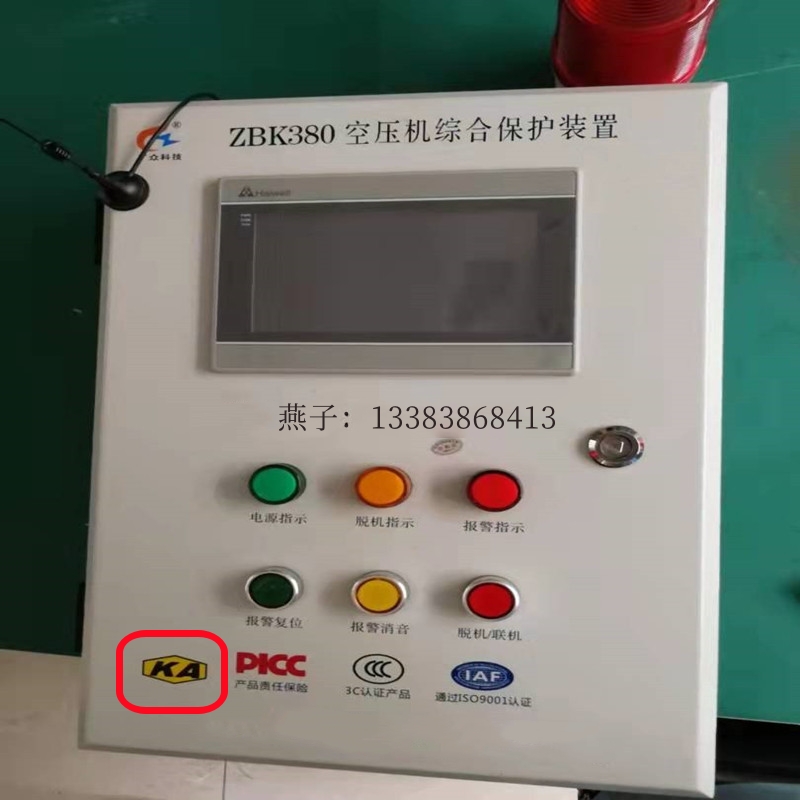 ZBK380 空压机综合保护装置
®
众科技
Haiwell
燕子：13383868413
电源指示
脱机指示
报警指示
报警复位
报警消音
脱机/联机
KA
PICC
产品责任保险
CCC
3C认证产品
IAF
通过ISO9001认证